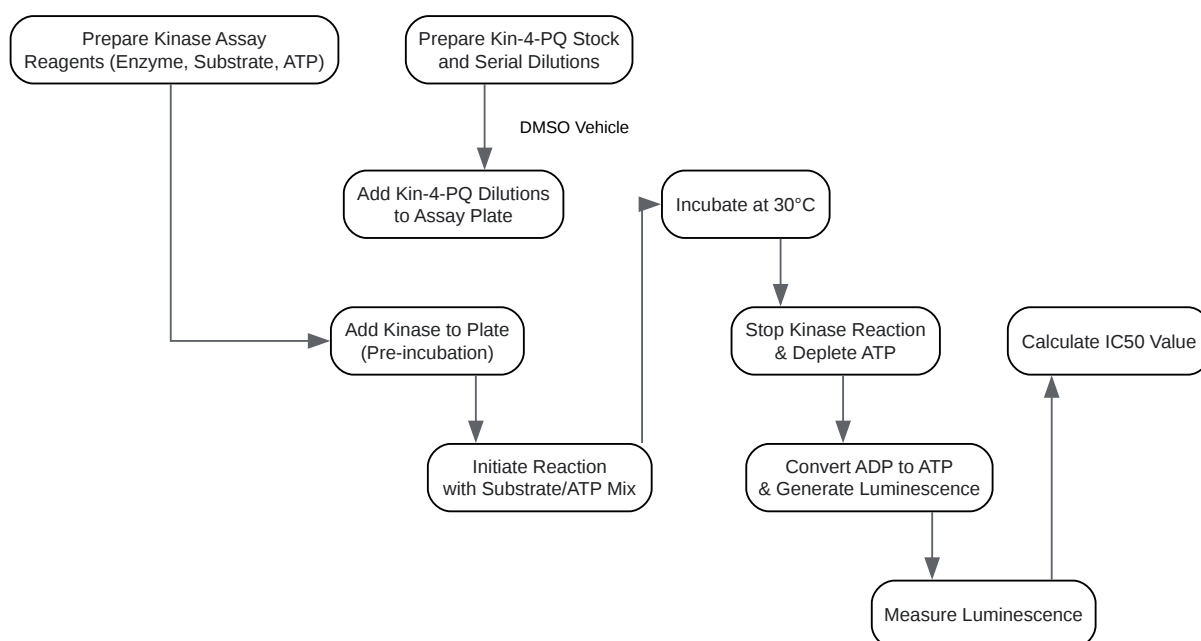 Prepare Kinase Assay
Reagents (Enzyme, Substrate, ATP)
Prepare Kin-4-PQ Stock
and Serial Dilutions
DMSO Vehicle
Add Kin-4-PQ Dilutions
to Assay Plate
Incubate at 30°C
Add Kinase to Plate
(Pre-incubation)
Stop Kinase Reaction
& Deplete ATP
Calculate IC50 Value
Initiate Reaction
with Substrate/ATP Mix
Convert ADP to ATP
& Generate Luminescence
Measure Luminescence